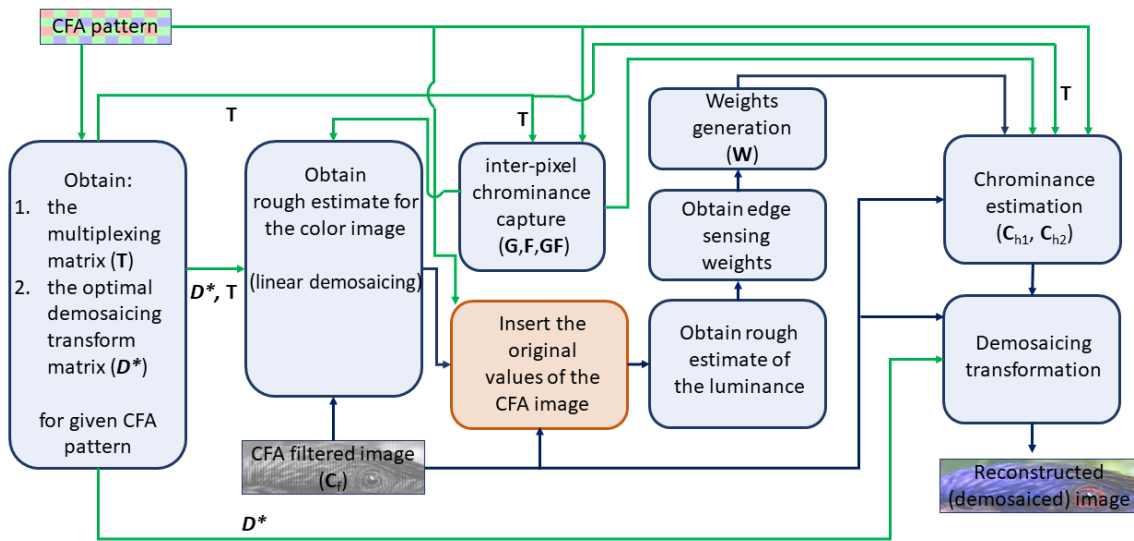 CFA pattern
T
T
T
Obtain:
1. the
multiplexing
matrix (T)
2. the optimal
demosaicing
transform
matrix (D*)
for given CFA
pattern
D*, T
Obtain
rough estimate for
the color image
(linear demosaicing)
inter-pixel
chrominance
capture
(G,F,GF)
Weights
generation
(W)
Obtain edge
sensing
weights
Chrominance
estimation
(Ch1, Ch2)
Insert the
original
values of the
CFA image
Obtain rough
estimate of
the luminance
Demosaicing
transformation
CFA filtered image
(Cf)
Reconstructed
(demosaiced) image
D*